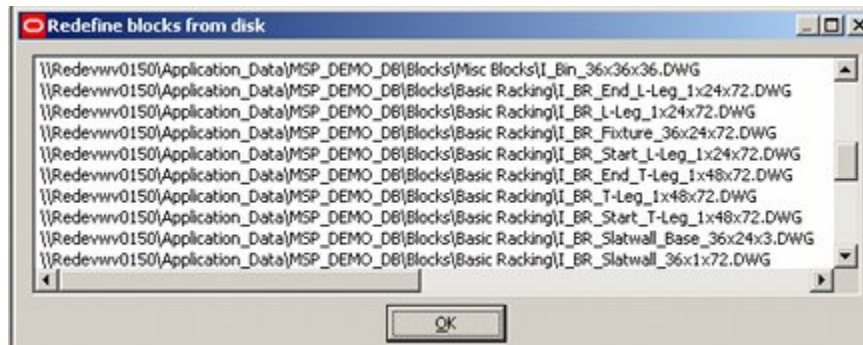 Redefine blocks from disk
\\Redevwv0150\Application_Data\MSP_DEMO_DB\Blocks\Misc Blocks\I_Bin_36x36x36.DWG
\\Redevwv0150\Application_Data\MSP_DEMO_DB\Blocks\Basic Racking\I_BR_End_L-Leg_1x24x72.DWG
\\Redevwv0150\Application_Data\MSP_DEMO_DB\Blocks\Basic Racking\I_BR_L-Leg_1x24x72.DWG
\\Redevwv0150\Application_Data\MSP_DEMO_DB\Blocks\Basic Racking\I_BR_Fixture_36x24x72.DWG
\\Redevwv0150\Application_Data\MSP_DEMO_DB\Blocks\Basic Racking\I_BR_Start_L-Leg_1x24x72.DWG
\\Redevwv0150\Application_Data\MSP_DEMO_DB\Blocks\Basic Racking\I_BR_End_T-Leg_1x48x72.DWG
\\Redevwv0150\Application_Data\MSP_DEMO_DB\Blocks\Basic Racking\I_BR_T-Leg_1x48x72.DWG
\\Redevwv0150\Application_Data\MSP_DEMO_DB\Blocks\Basic Racking\I_BR_Start_T-Leg_1x48x72.DWG
\\Redevwv0150\Application_Data\MSP_DEMO_DB\Blocks\Basic Racking\I_BR_Slatwall_Base_36x24x3.DWG
\\Redevwv0150\Application_Data\MSP_DEMO_DB\Blocks\Basic Racking\I_BR_Slatwall_36x1x72.DWG
OK